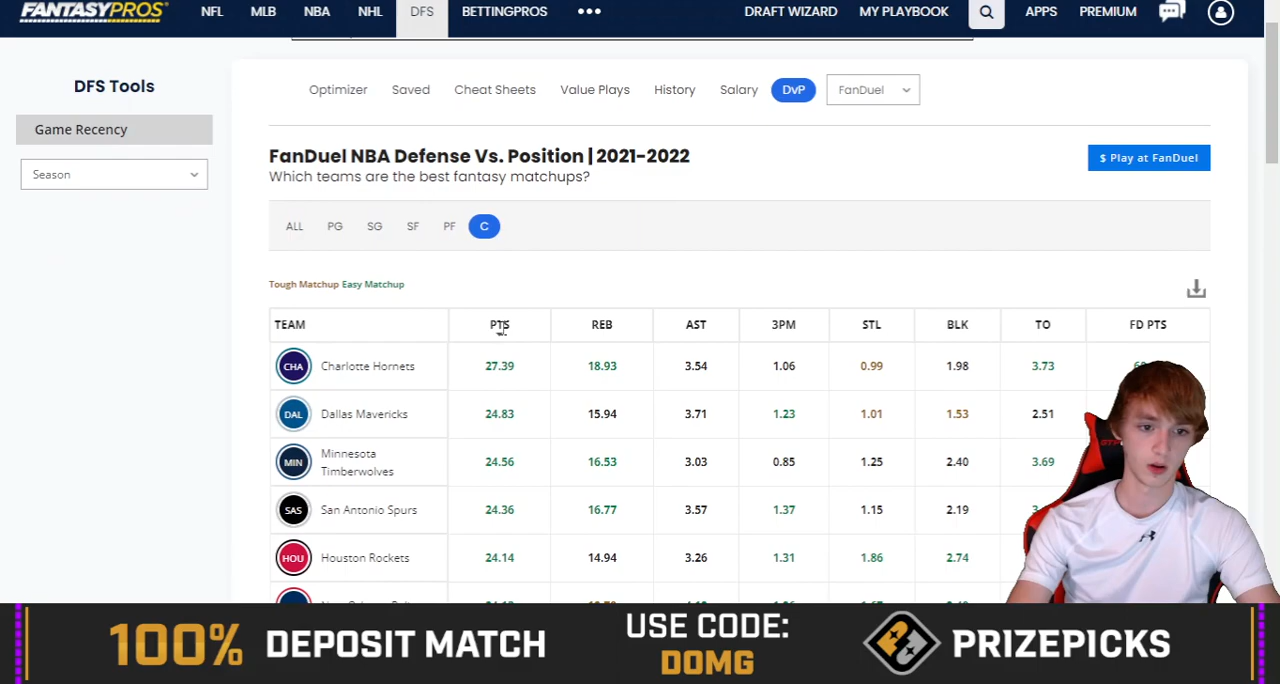 FANTASYPROS NFL MLB NBA NHL DFS BETTINGPROS ••• DRAFT WIZARD MY PLAYBOOK APPS PREMIUM
DFS Tools
Game Recency
Season
Optimizer Saved Cheat Sheets Value Plays History Salary DvP FanDuel
FanDuel NBA Defense Vs. Position | 2021-2022
Which teams are the best fantasy matchups?
$ Play at FanDuel
ALL PG SG SF PF C
Tough Matchup Easy Matchup
TEAM PTS REB AST 3PM STL BLK TO FD PTS
CHA Charlotte Hornets 27.39 18.93 3.54 1.06 0.99 1.98 3.73
DAL Dallas Mavericks 24.83 15.94 3.71 1.23 1.01 1.53 2.51
MIN Minnesota Timberwolves 24.56 16.53 3.03 0.85 1.25 2.40 3.69
SAS San Antonio Spurs 24.36 16.77 3.57 1.37 1.15 2.19
HOU Houston Rockets 24.14 14.94 3.26 1.31 1.86 2.74
100% DEPOSIT MATCH
USE CODE:
DOMG
PRIZEPICKS